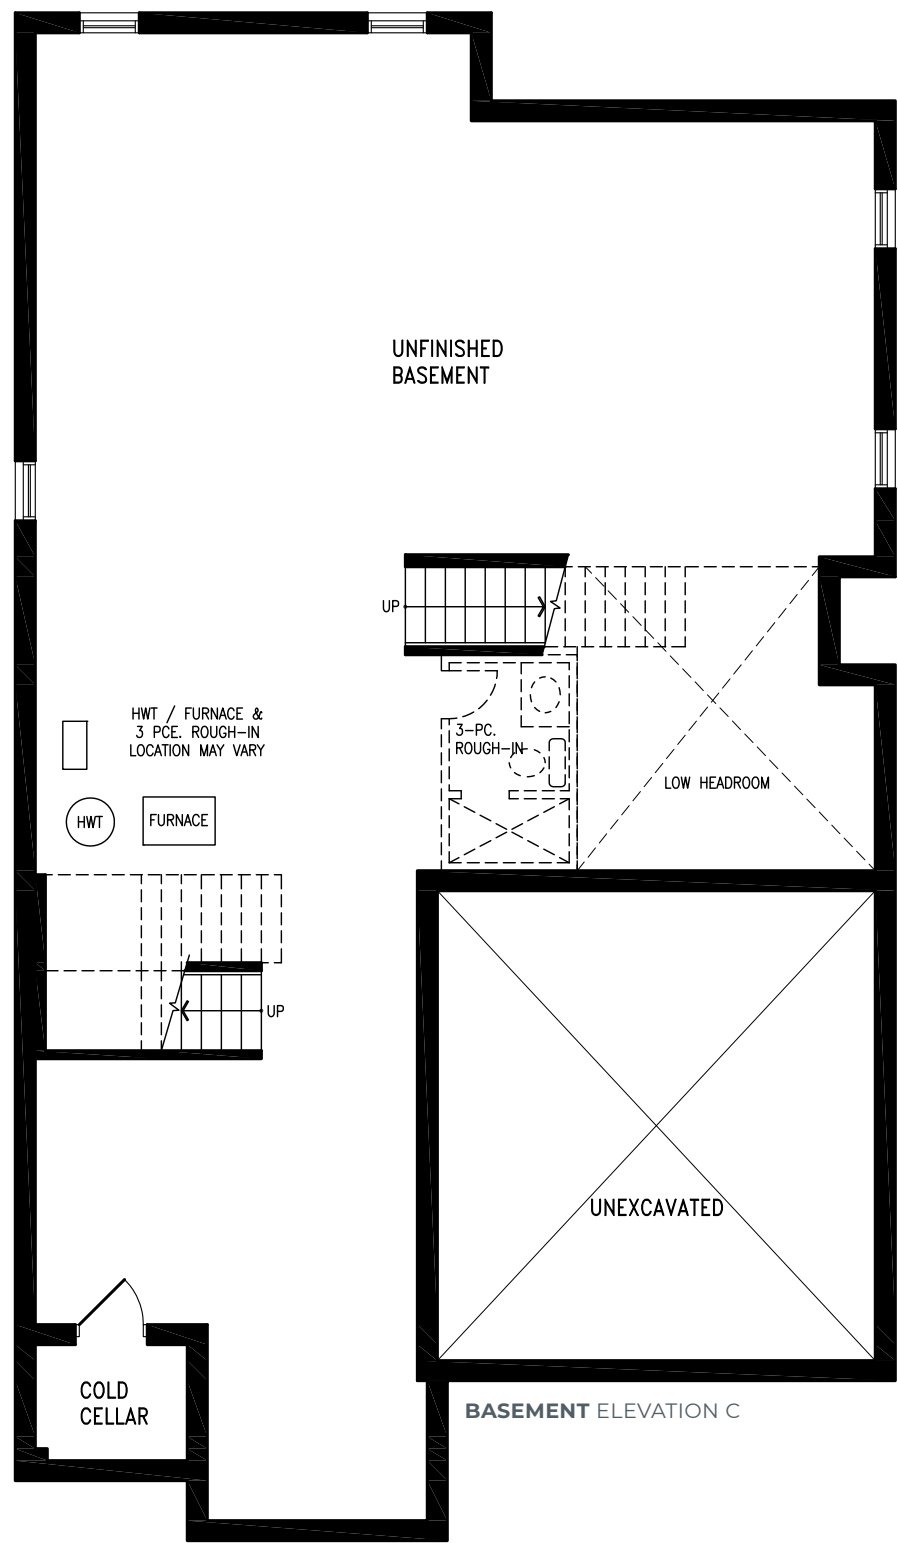 UNFINISHED
BASEMENT
UP
HWT / FURNACE &
3 PCE. ROUGH-IN
LOCATION MAY VARY
3-PC.
ROUGH-IN
LOW HEADROOM
HWT
FURNACE
UP
UNEXCAVATED
COLD
CELLAR
BASEMENT ELEVATION C